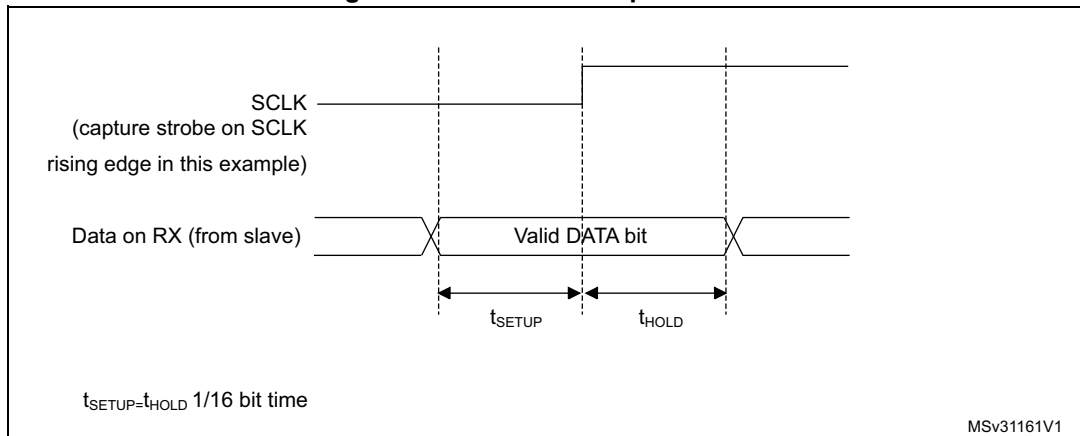 SCLK
(capture strobe on SCLK
rising edge in this example)
Data on RX (from slave)
Valid DATA bit
tSETUP
tHOLD
tSETUP=tHOLD 1/16 bit time
MSv31161V1